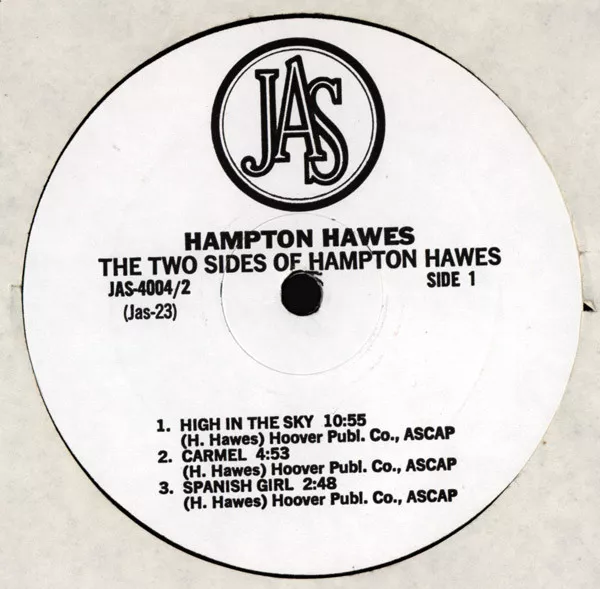 JAS
HAMPTON HAWES
THE TWO SIDES OF HAMPTON HAWES
JAS-4004/2
SIDE 1
(Jas-23)
1. HIGH IN THE SKY 10:55
(H. Hawes) Hoover Publ. Co., ASCAP
2. CARMEL 4:53
(H. Hawes) Hoover Publ. Co., ASCAP
3. SPANISH GIRL 2:48
(H. Hawes) Hoover Publ. Co., ASCAP